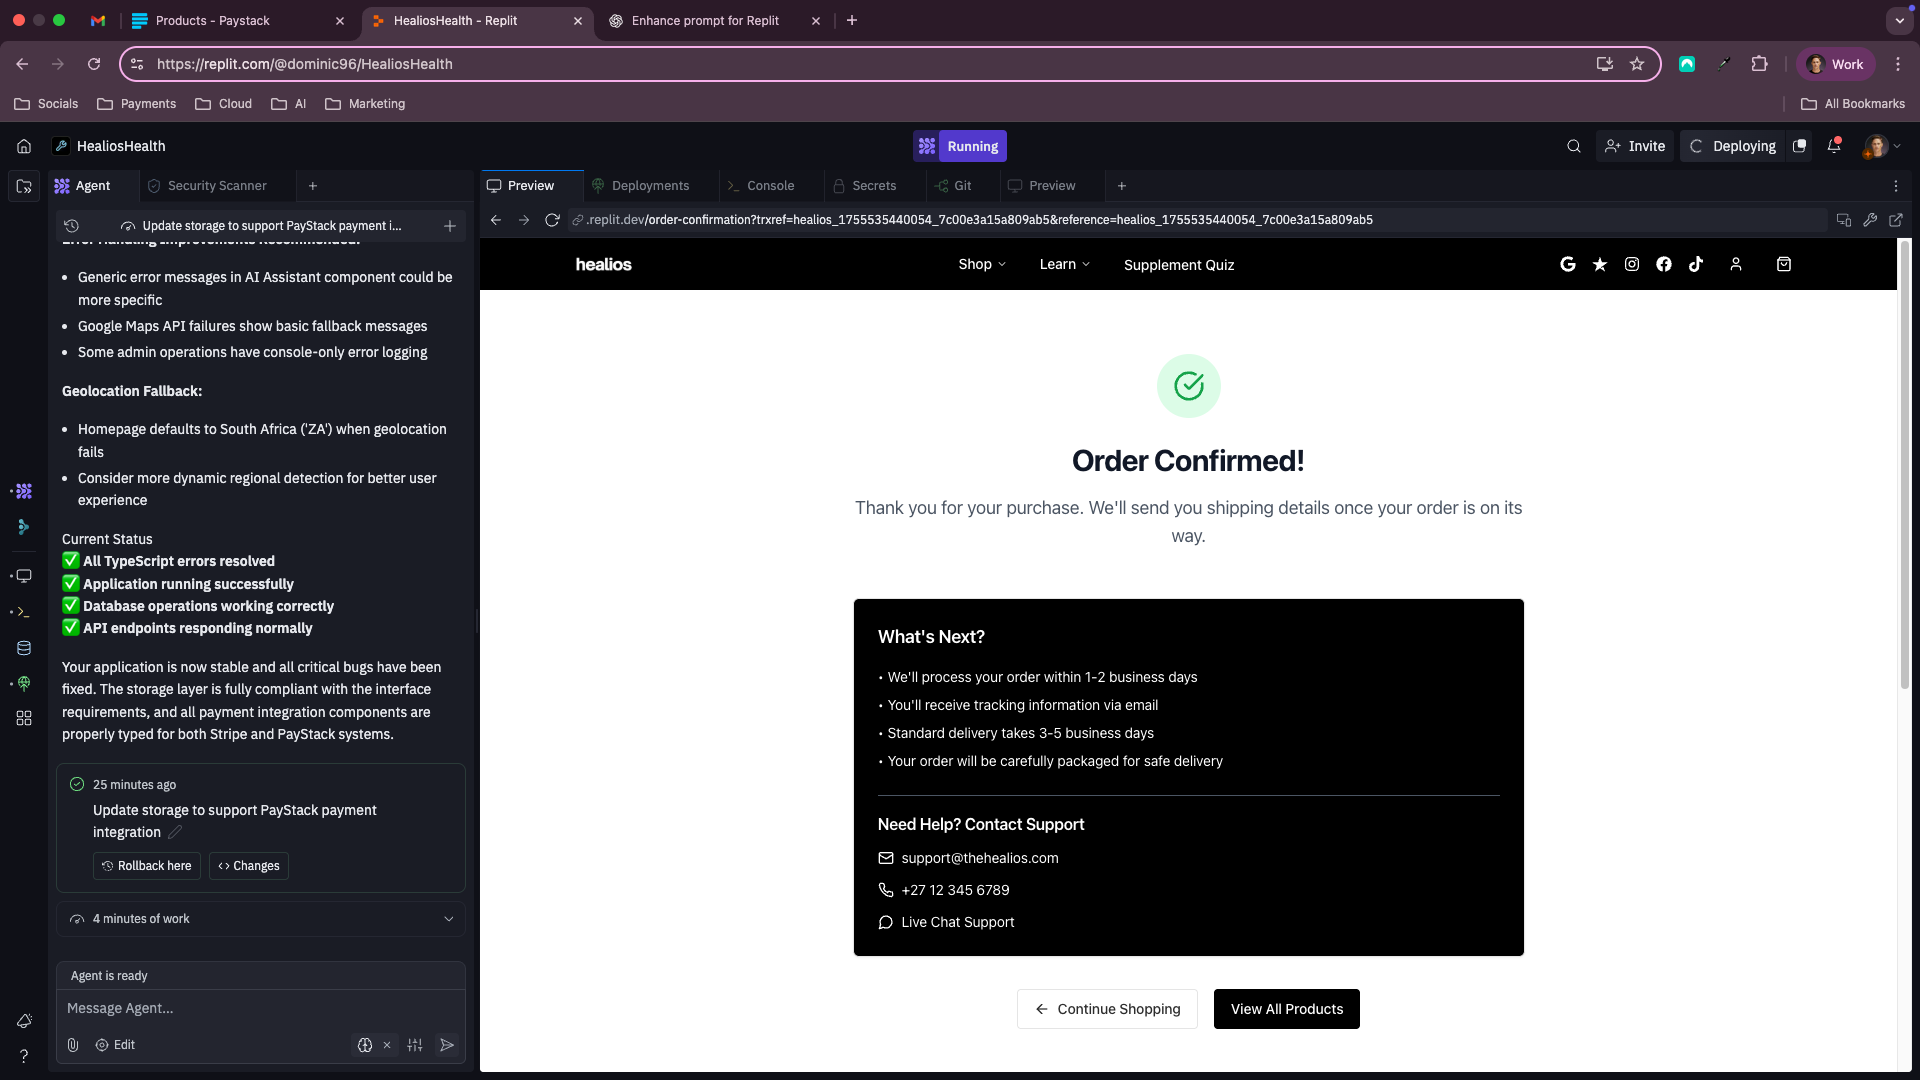 Products - Paystack
HealiosHealth - Replit
Enhance prompt for Replit
https://replit.com/@dominic96/HealiosHealth
Work
Socials
Payments
Cloud
AI
Marketing
All Bookmarks
HealiosHealth
Running
Invite
Deploying
Agent
Security Scanner
Update storage to support PayStack payment i...
Error Handling Improvements Recommended:
• Generic error messages in AI Assistant component could be
more specific
• Google Maps API failures show basic fallback messages
• Some admin operations have console-only error logging
Geolocation Fallback:
• Homepage defaults to South Africa ('ZA') when geolocation
fails
• Consider more dynamic regional detection for better user
experience
Current Status
✅ All TypeScript errors resolved
✅ Application running successfully
✅ Database operations working correctly
✅ API endpoints responding normally
Your application is now stable and all critical bugs have been
fixed. The storage layer is fully compliant with the interface
requirements, and all payment integration components are
properly typed for both Stripe and PayStack systems.
25 minutes ago
Update storage to support PayStack payment
integration
Rollback here
Changes
4 minutes of work
Agent is ready
Message Agent...
Edit
Preview
Deployments
Console
Secrets
Git
Preview
.replit.dev/order-confirmation?trxref=healios_1755535440054_7c00e3a15a809ab5&reference=healios_1755535440054_7c00e3a15a809ab5
healios
Shop
Learn
Supplement Quiz
Order Confirmed!
Thank you for your purchase. We'll send you shipping details once your order is on its
way.
What's Next?
• We'll process your order within 1-2 business days
• You'll receive tracking information via email
• Standard delivery takes 3-5 business days
• Your order will be carefully packaged for safe delivery
Need Help? Contact Support
support@thehealios.com
+27 12 345 6789
Live Chat Support
Continue Shopping
View All Products